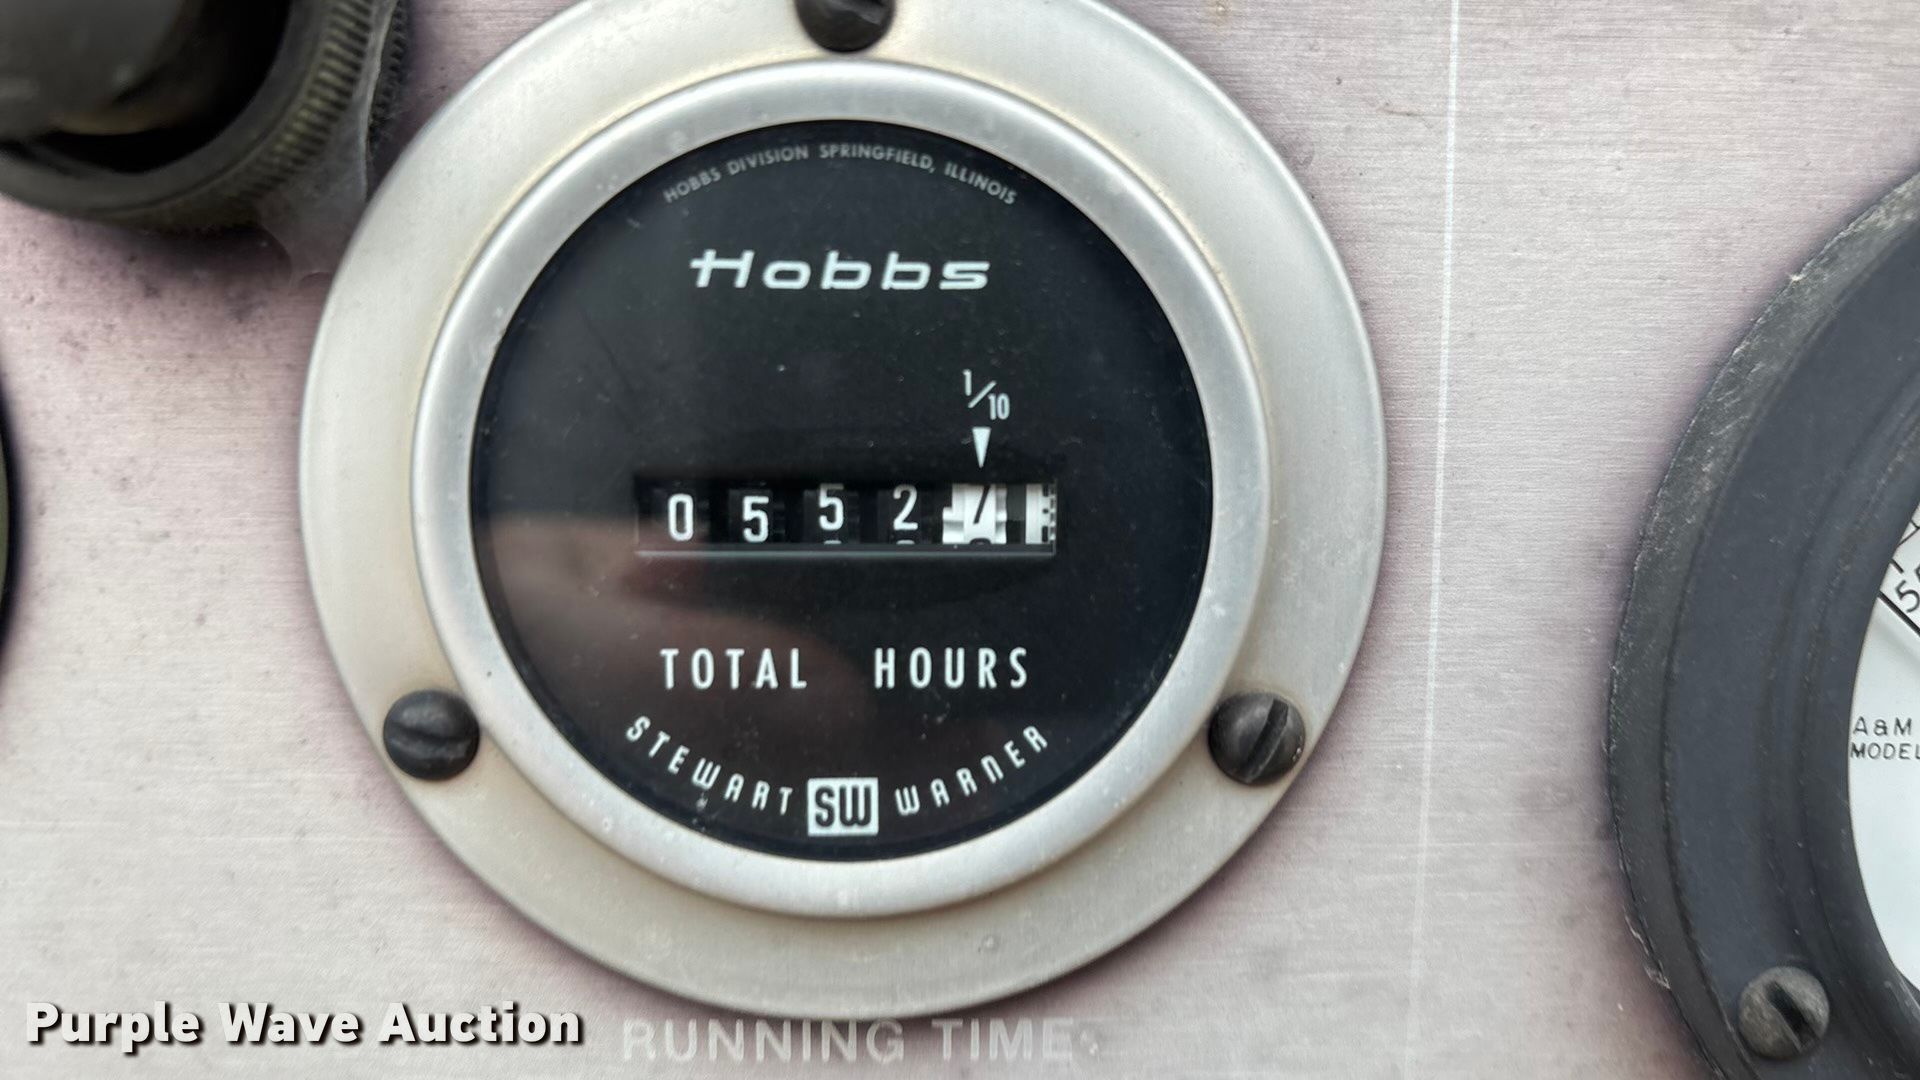 HOBBS DIVISION SPRINGFIELD, ILLINOIS
Hobbs
1/10
0 5 5 2 7
TOTAL HOURS
STEWART SW WARNER
A & M
MODEL
Purple Wave Auction
RUNNING TIME